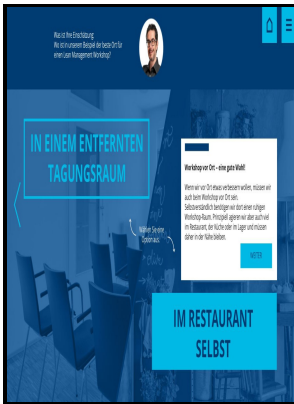 Was ist Ihre Einschätzung:
Wo ist in unserem Beispiel der beste Ort für
einen Lean Management Workshop?
IN EINEM ENTFERNTEN
TAGUNGSRAUM
Wählen Sie eine
Option aus.
Workshop vor Ort – eine gute Wahl!
Wenn wir vor Ort etwas verbessern wollen, müssen wir
auch beim Workshop vor Ort sein.
Selbstverständlich benötigen wir dort einen ruhigen
Workshop-Raum. Prinzipiell agieren wir aber auch viel
im Restaurant, der Küche oder im Lager und müssen
daher in der Nähe bleiben.
WEITER
IM RESTAURANT
SELBST